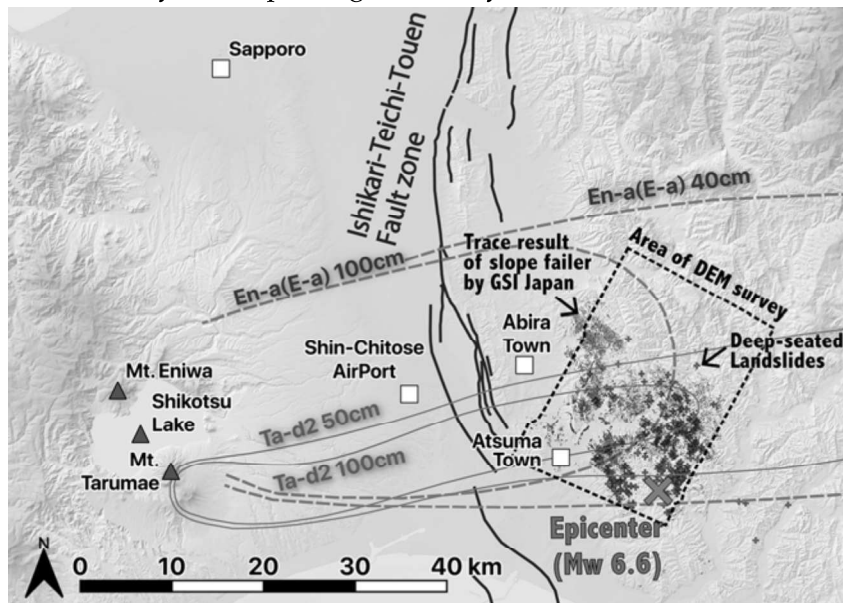 Sapporo
Ishikari-Teichi-Touen
Fault zone
En-a(E-a) 40cm
En-a(E-a) 100cm
Trace result
of slope failer
by GSI Japan
Area of DEM survey
Abira
Town
Deep-seated
Landslides
Shin-Chitose
AirPort
Mt. Eniwa
Shikotsu
Lake
Mt.
Tarumae
Ta-d2 50cm
Ta-d2 100cm
Atsuma
Town
Epicenter
(Mw 6.6)
N
0 10 20 30 40 km